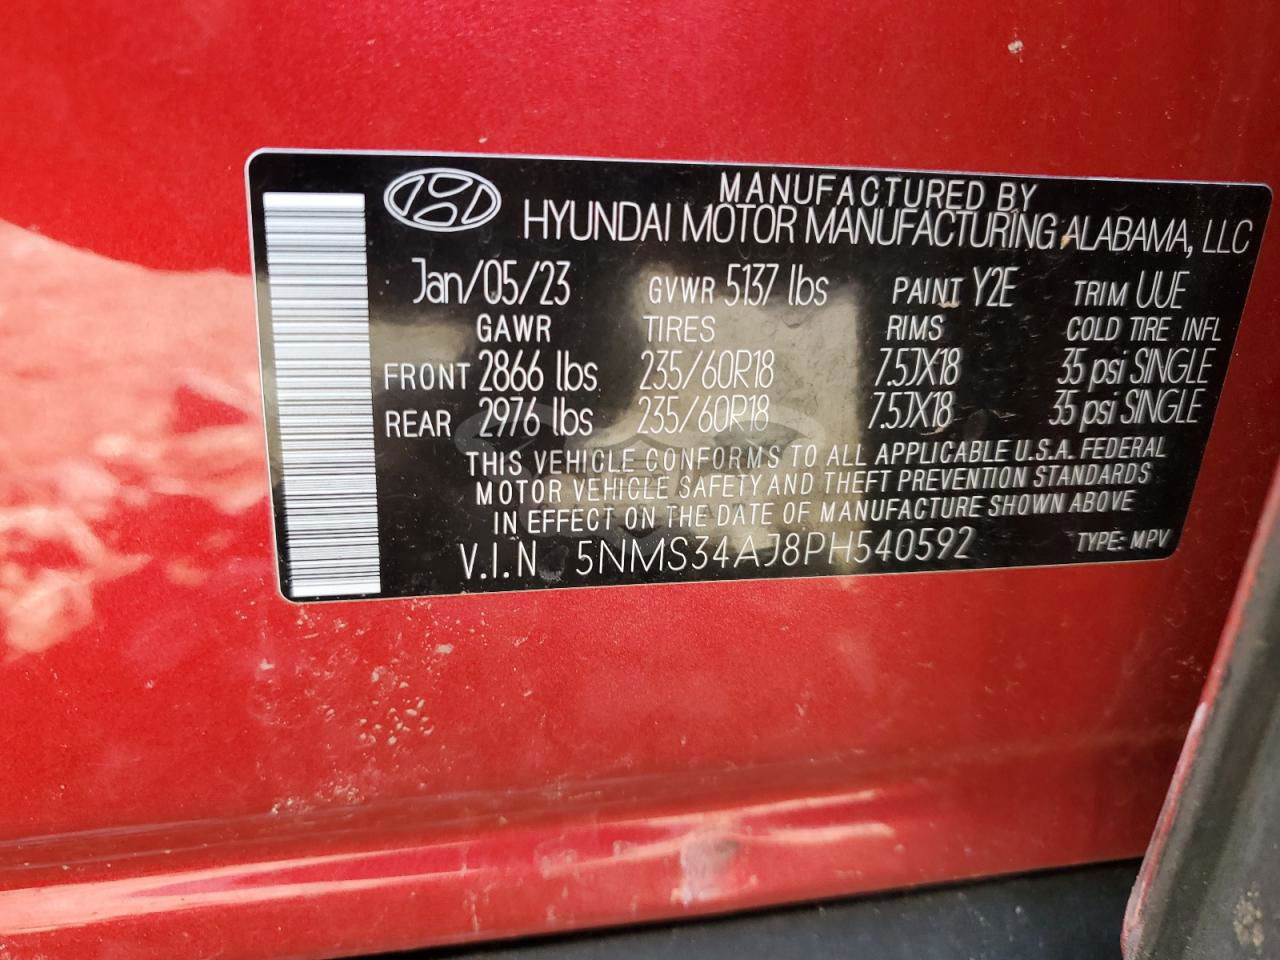 MANUFACTURED BY
HYUNDAI MOTOR MANUFACTURING ALABAMA, LLC
Jan/05/23 GVWR 5137 lbs PAINT Y2E TRIM UUE
GAWR TIRES RIMS COLD TIRE INFL
FRONT 2866 lbs 235/60R18 7.5JX18 35 psi SINGLE
REAR 2976 lbs 235/60R18 7.5JX18 35 psi SINGLE
THIS VEHICLE CONFORMS TO ALL APPLICABLE U.S.A. FEDERAL
MOTOR VEHICLE SAFETY AND THEFT PREVENTION STANDARDS
IN EFFECT ON THE DATE OF MANUFACTURE SHOWN ABOVE
V.I.N 5NMS34AJ8PH540592 TYPE: MPV